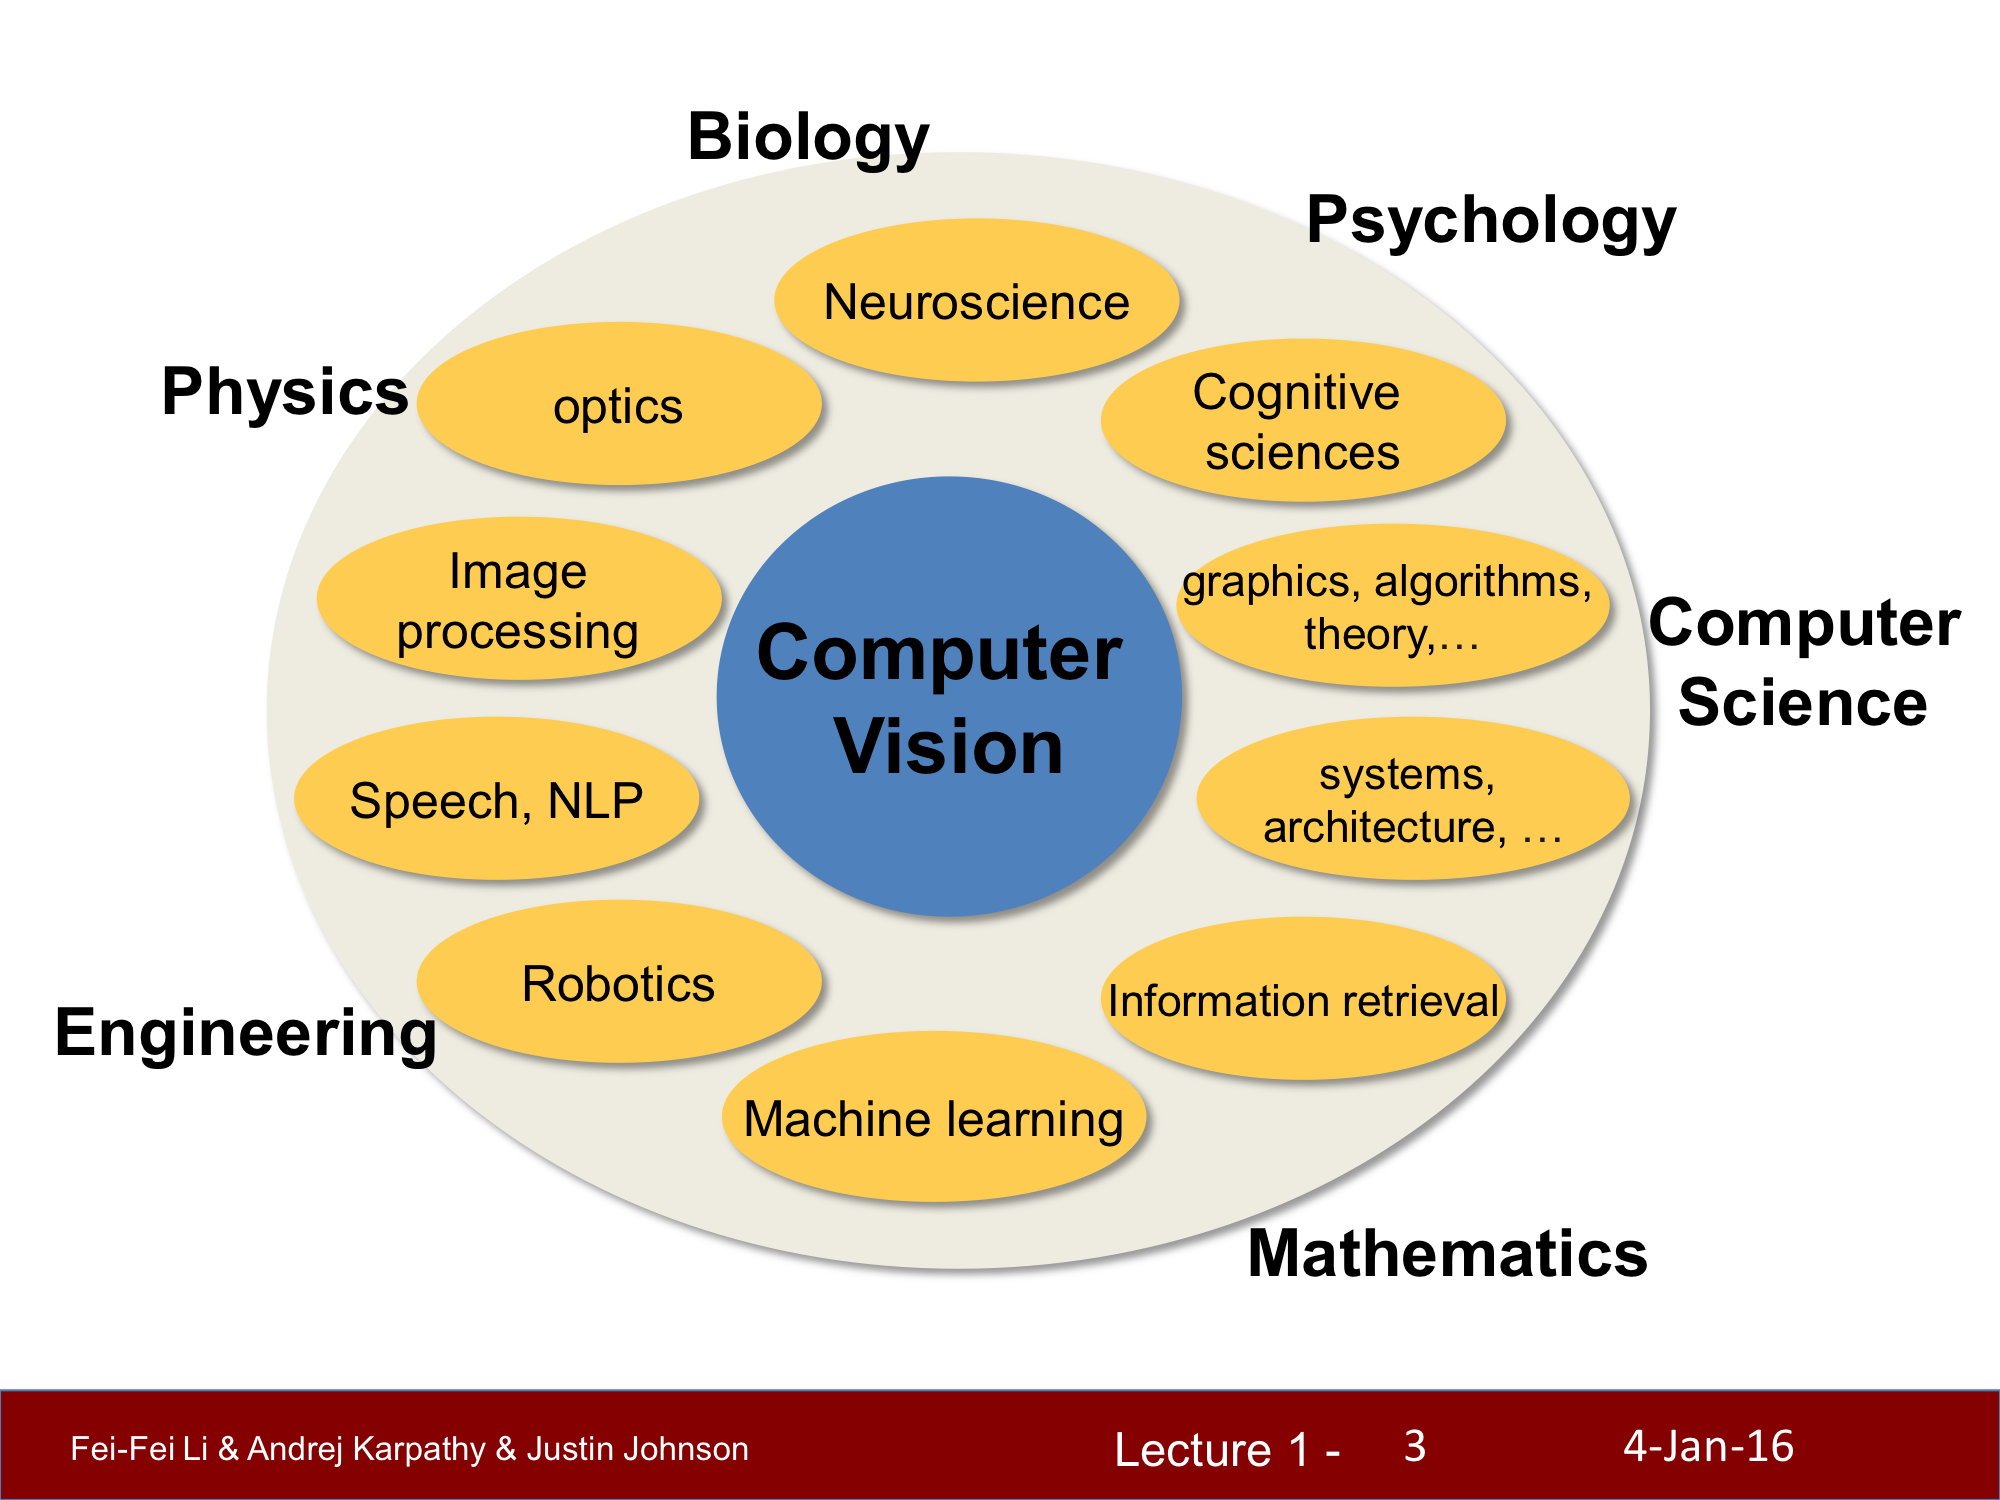 Biology
Psychology
Neuroscience
Physics
optics
Cognitive
sciences
Image
processing
graphics, algorithms,
theory,…
Computer
Science
Computer
Vision
Speech, NLP
systems,
architecture, …
Robotics
Information retrieval
Engineering
Machine learning
Mathematics
Fei-Fei Li & Andrej Karpathy & Justin Johnson
Lecture 1 - 3
4-Jan-16